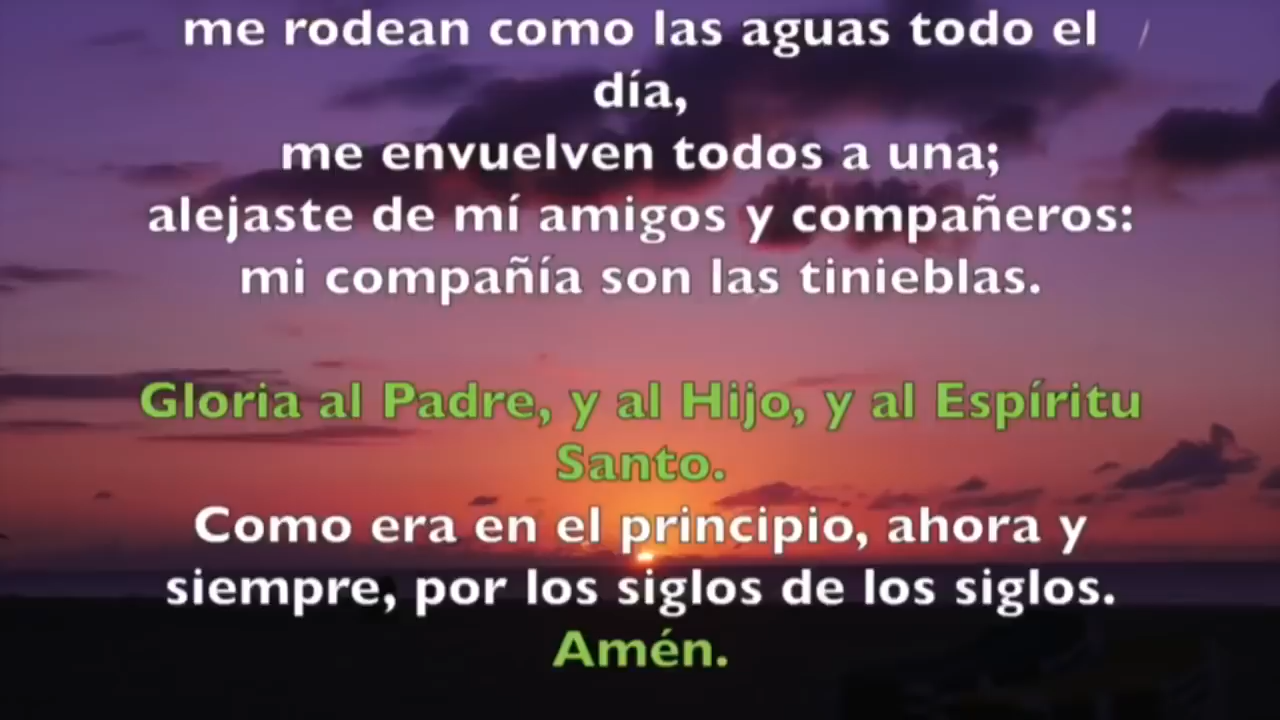 me rodean como las aguas todo el
día,
me envuelven todos a una;
alejaste de mí amigos y compañeros:
mi compañía son las tinieblas.
Gloria al Padre, y al Hijo, y al Espíritu
Santo.
Como era en el principio, ahora y
siempre, por los siglos de los siglos.
Amén.